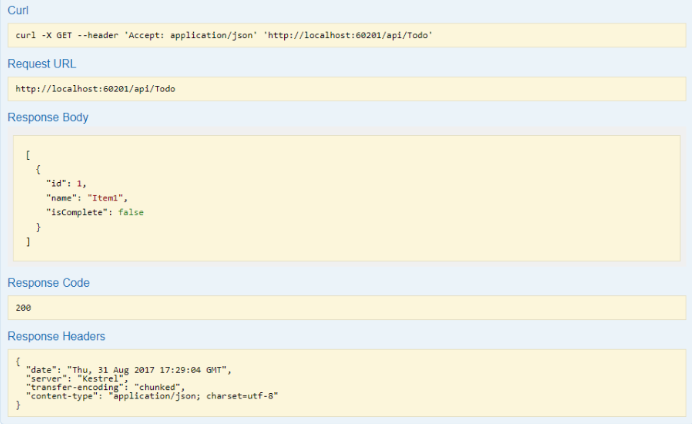 Curl
curl -X GET --header 'Accept: application/json' 'http://localhost:60201/api/Todo'
Request URL
http://localhost:60201/api/Todo
Response Body
[
  {
    "id": 1,
    "name": "Item1",
    "isComplete": false
  }
]
Response Code
200
Response Headers
{
  "date": "Thu, 31 Aug 2017 17:29:04 GMT",
  "server": "Kestrel",
  "transfer-encoding": "chunked",
  "content-type": "application/json; charset=utf-8"
}